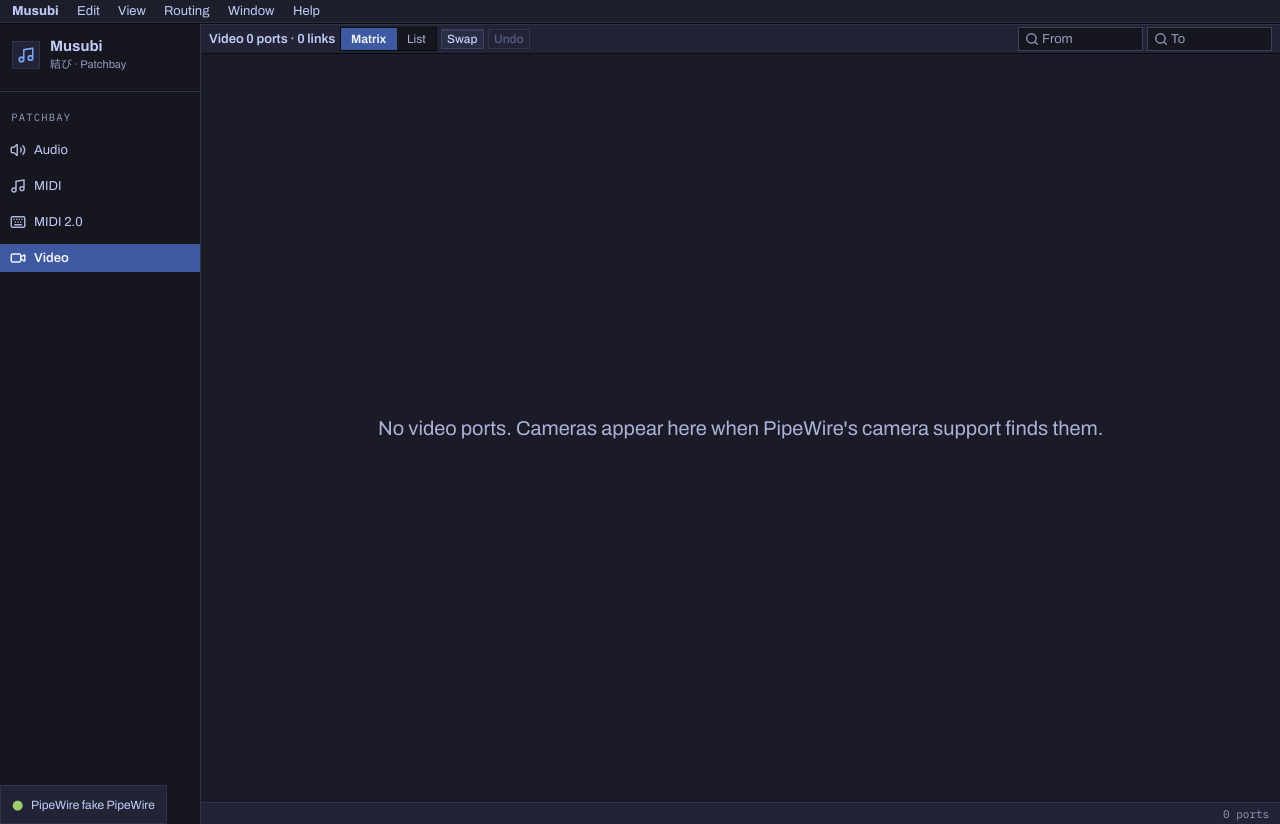 Musubi Edit View Routing Window Help
Musubi
結び · Patchbay
PATCHBAY
Audio
MIDI
MIDI 2.0
Video
Video 0 ports · 0 links Matrix List Swap Undo From To
No video ports. Cameras appear here when PipeWire's camera support finds them.
PipeWire fake PipeWire
0 ports